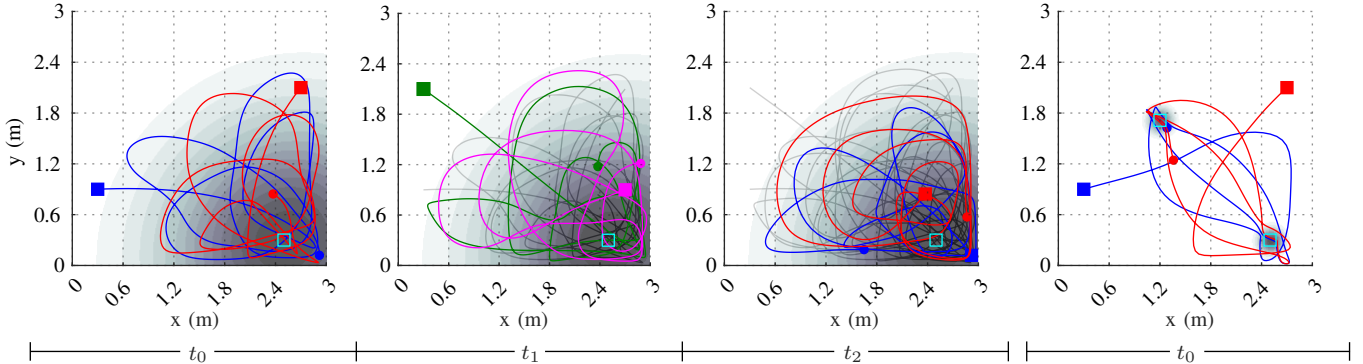 3 3 3 3
2.4 2.4 2.4 2.4
1.8 1.8 1.8 1.8
y (m)
1.2 1.2 1.2 1.2
0.6 0.6 0.6 0.6
0 0 0 0
0 0.6 1.2 1.8 2.4 3 0 0.6 1.2 1.8 2.4 3 0 0.6 1.2 1.8 2.4 3 0 0.6 1.2 1.8 2.4 3
x (m) x (m) x (m) x (m)
t₀ t₁ t₂ t₀